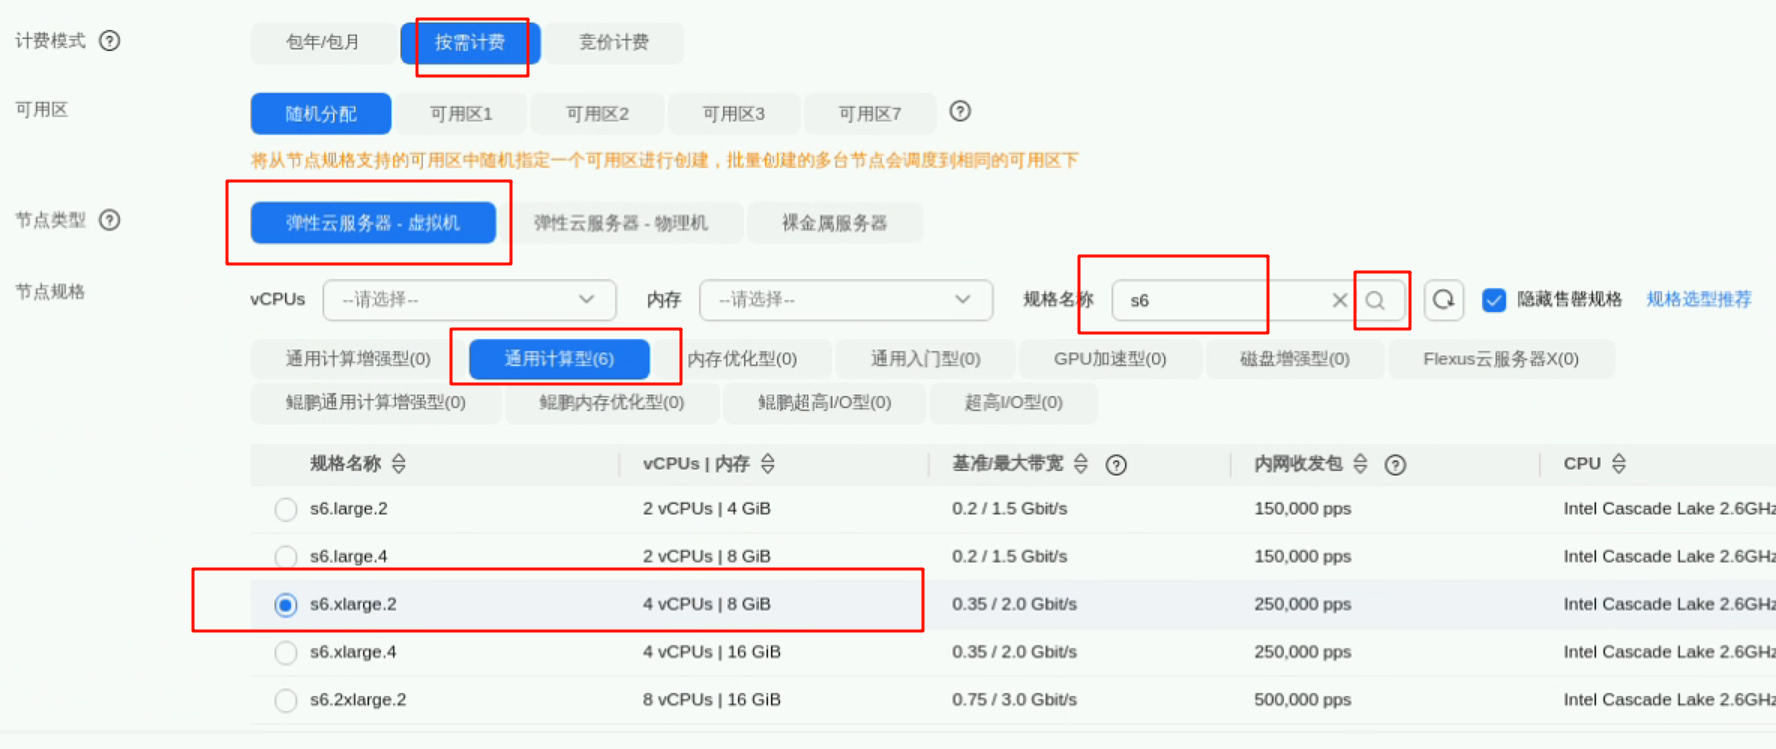 计费模式 包年/包月 按需计费 竞价计费
可用区 随机分配 可用区1 可用区2 可用区3 可用区7
将从节点规格支持的可用区中随机指定一个可用区进行创建，批量创建的多台节点会调度到相同的可用区下
节点类型 弹性云服务器 - 虚拟机 弹性云服务器 - 物理机 裸金属服务器
节点规格 vCPUs --请选择-- 内存 --请选择-- 规格名称 s6 隐藏售罄规格 规格选型推荐
通用计算增强型(0) 通用计算型(6) 内存优化型(0) 通用入门型(0) GPU加速型(0) 磁盘增强型(0) Flexus云服务器X(0)
鲲鹏通用计算增强型(0) 鲲鹏内存优化型(0) 鲲鹏超高I/O型(0) 超高I/O型(0)
规格名称 vCPUs | 内存 基准/最大带宽 内网收发包 CPU
s6.large.2 2 vCPUs | 4 GiB 0.2 / 1.5 Gbit/s 150,000 pps Intel Cascade Lake 2.6GHz
s6.large.4 2 vCPUs | 8 GiB 0.2 / 1.5 Gbit/s 150,000 pps Intel Cascade Lake 2.6GHz
s6.xlarge.2 4 vCPUs | 8 GiB 0.35 / 2.0 Gbit/s 250,000 pps Intel Cascade Lake 2.6GHz
s6.xlarge.4 4 vCPUs | 16 GiB 0.35 / 2.0 Gbit/s 250,000 pps Intel Cascade Lake 2.6GHz
s6.2xlarge.2 8 vCPUs | 16 GiB 0.75 / 3.0 Gbit/s 500,000 pps Intel Cascade Lake 2.6GHz